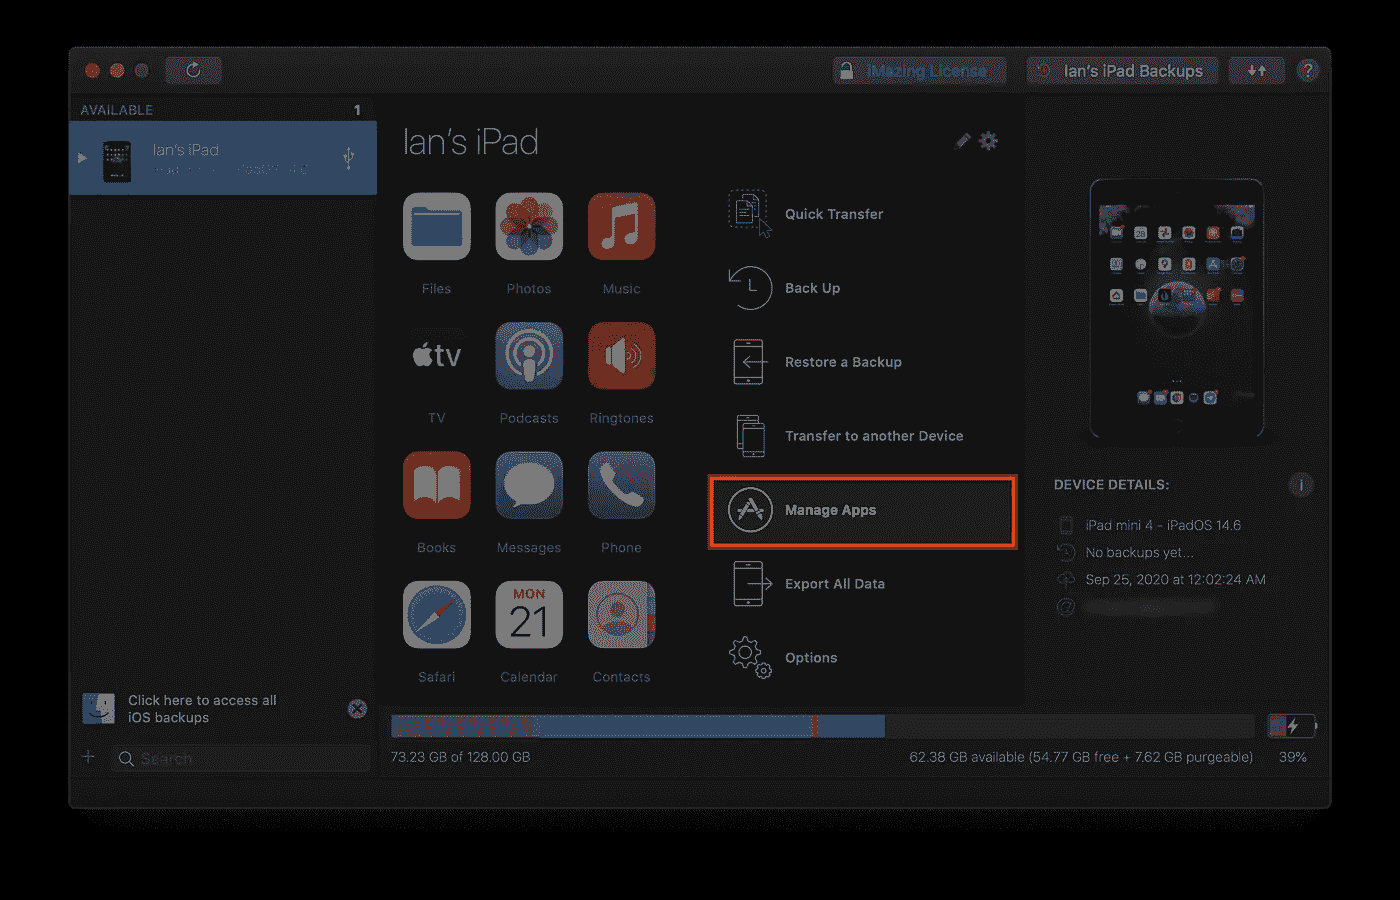 iMazing License
Ian's iPad Backups
?
AVAILABLE 1
Ian's iPad
Ian's iPad
Files
Photos
Music
tv
TV
Podcasts
Ringtones
Books
Messages
Phone
MON
21
Safari
Calendar
Contacts
Quick Transfer
Back Up
Restore a Backup
Transfer to another Device
Manage Apps
Export All Data
Options
DEVICE DETAILS:
iPad mini 4 - iPadOS 14.6
No backups yet...
Sep 25, 2020 at 12:02:24 AM
Click here to access all
iOS backups
Search
73.23 GB of 128.00 GB
62.38 GB available (54.77 GB free + 7.62 GB purgeable)
39%